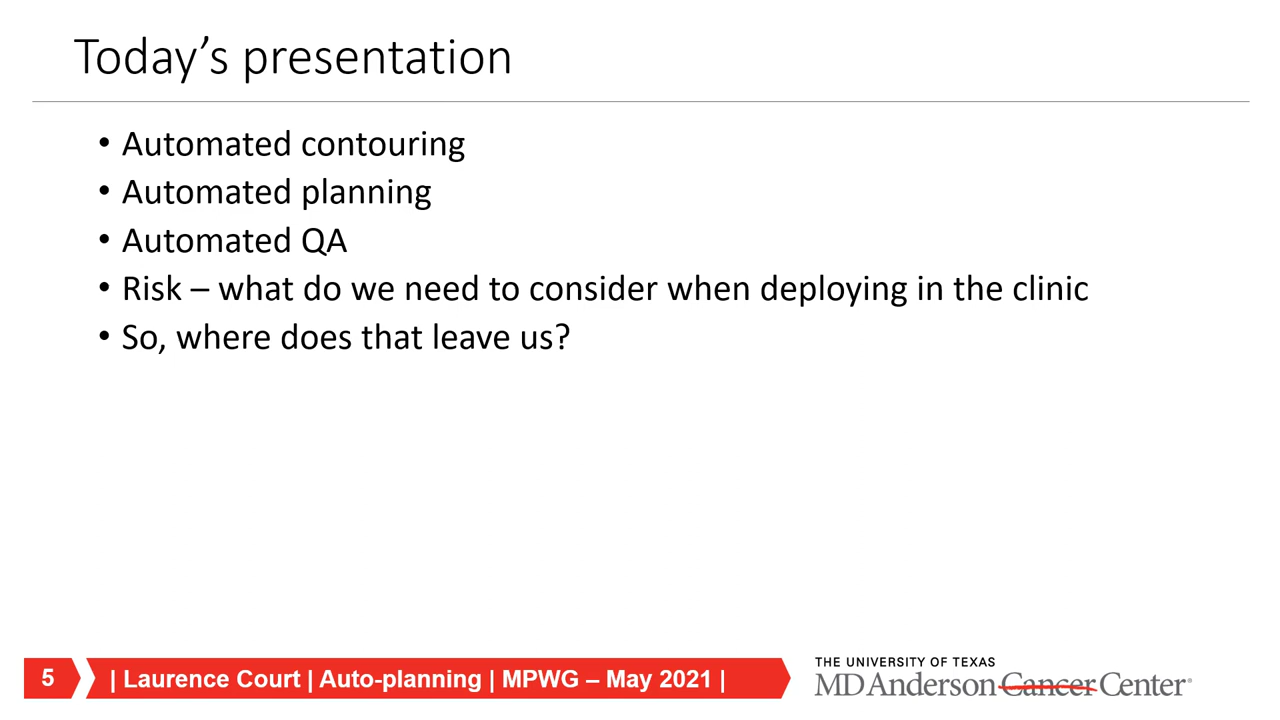 Today’s presentation
• Automated contouring
• Automated planning
• Automated QA
• Risk – what do we need to consider when deploying in the clinic
• So, where does that leave us?
5
| Laurence Court | Auto-planning | MPWG – May 2021 |
THE UNIVERSITY OF TEXAS
MD Anderson Cancer Center®